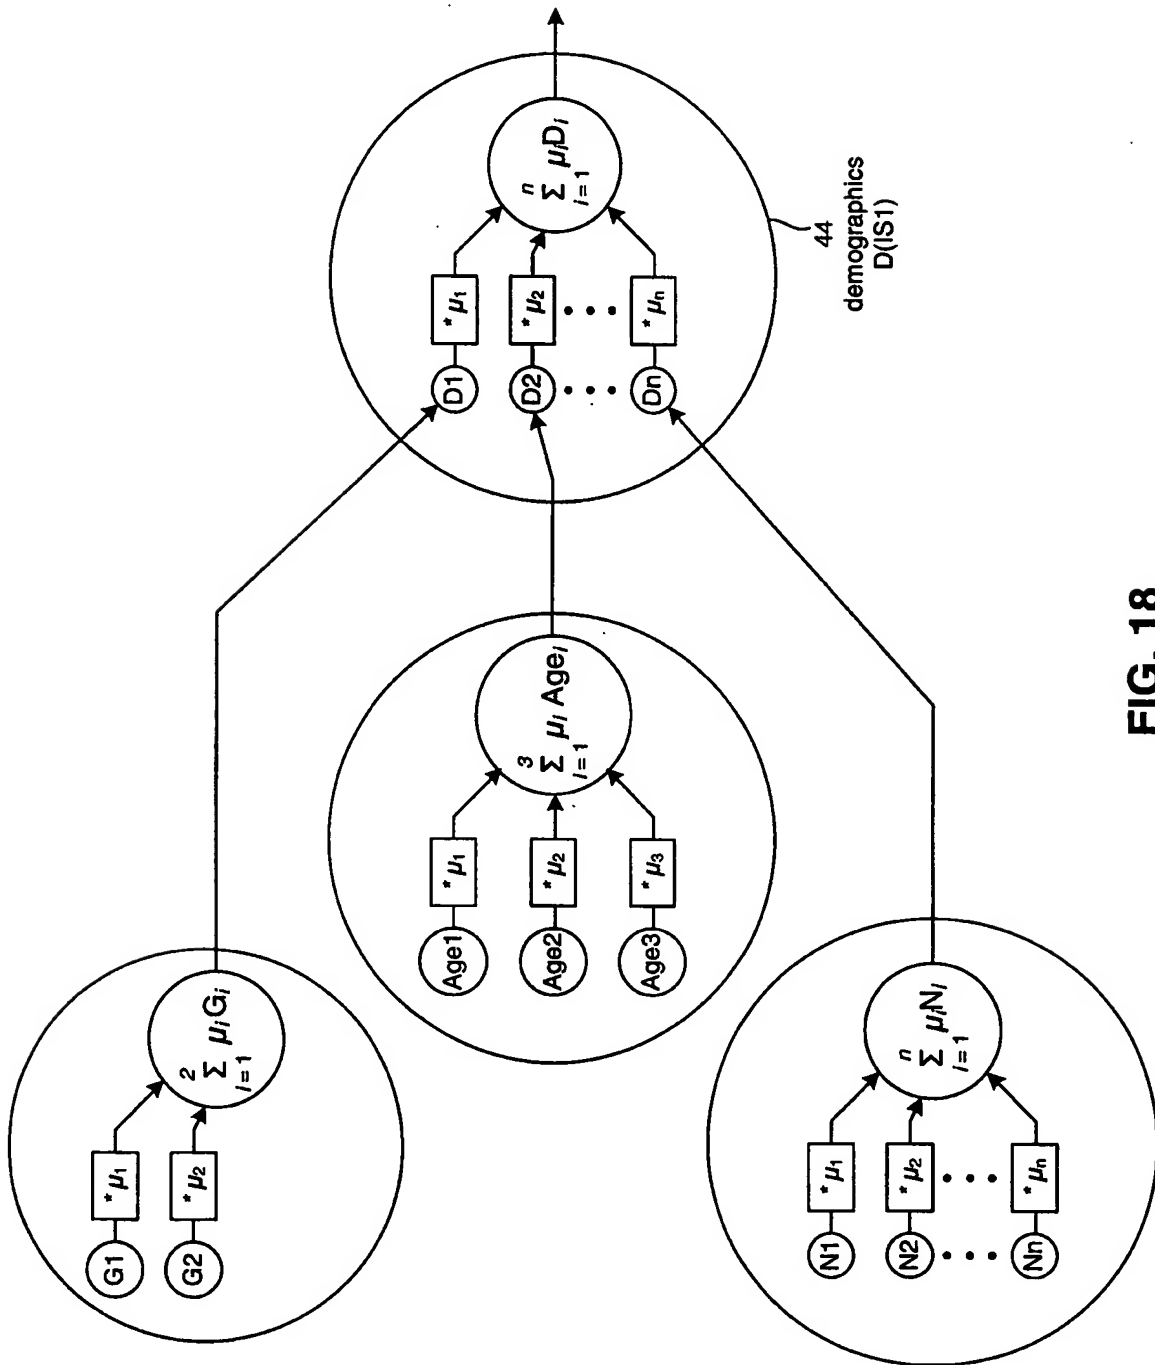 G1
* μ1
G2
* μ2
2
Σ μiGi
i = 1
Age1
* μ1
Age2
* μ2
Age3
* μ3
3
Σ μi Agei
i = 1
N1
* μ1
N2
* μ2
Nn
* μn
n
Σ μiNi
i = 1
D1
* μ1
D2
* μ2
Dn
* μn
n
Σ μiDi
i = 1
44
demographics
D(IS1)
FIG. 18